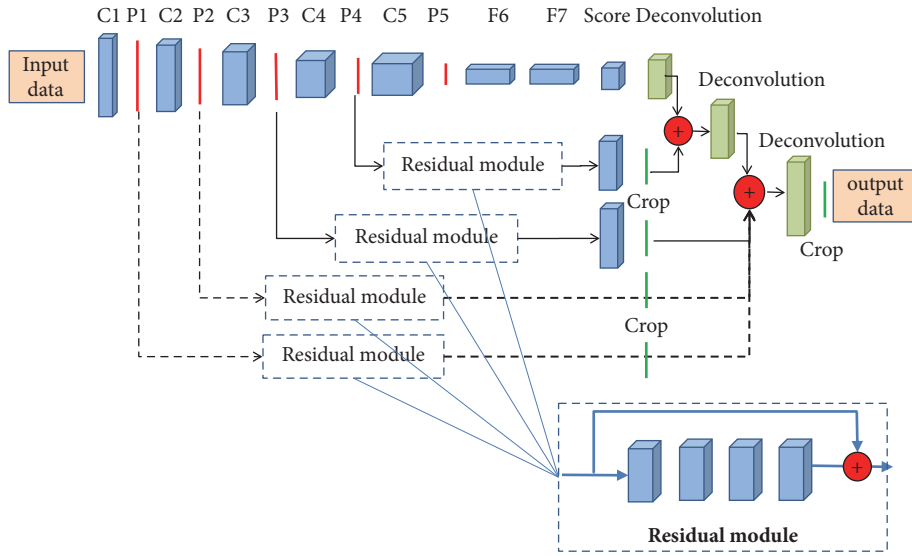 C1 P1 C2 P2 C3 P3 C4 P4 C5 P5 F6 F7 Score Deconvolution
Input
data
Deconvolution
Deconvolution
+
Residual module
output
data
+
Crop
Residual module
Crop
Residual module
Crop
Residual module
+
Residual module